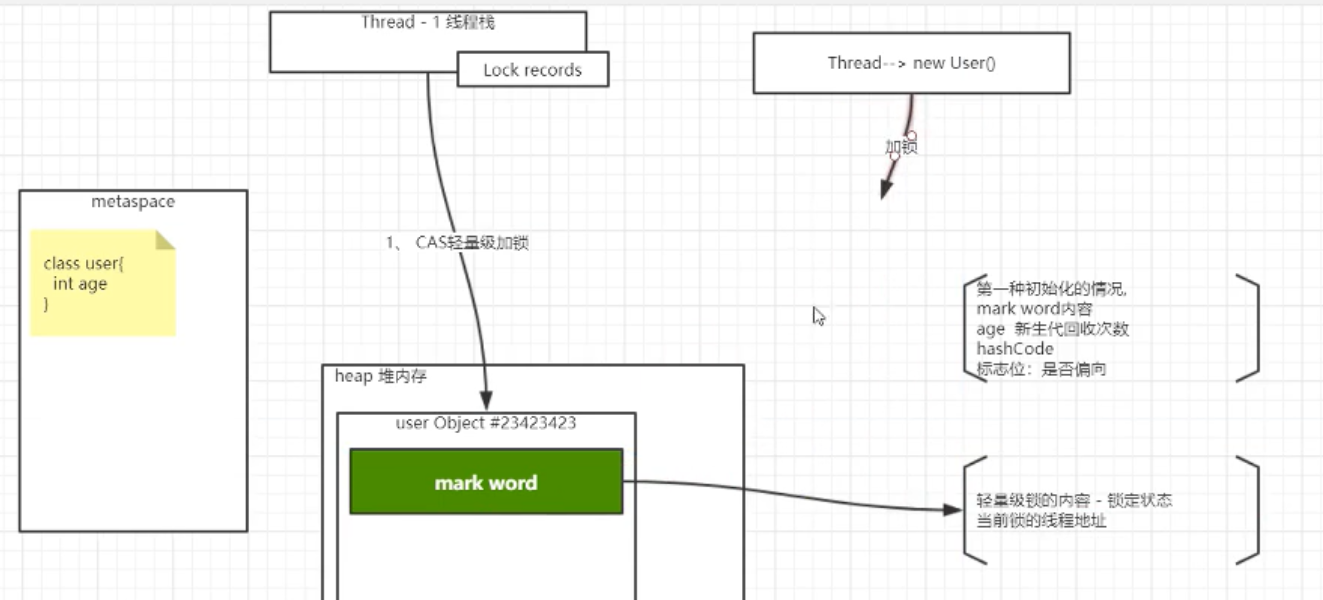 Thread - 1 线程栈
Lock records
Thread--> new User()
加锁
metaspace
class user{
int age
}
1、 CAS轻量级加锁
第一种初始化的情况,
mark word内容
age 新生代回收次数
hashCode
标志位：是否偏向
heap 堆内存
user Object #23423423
mark word
轻量级锁的内容 - 锁定状态
当前锁的线程地址